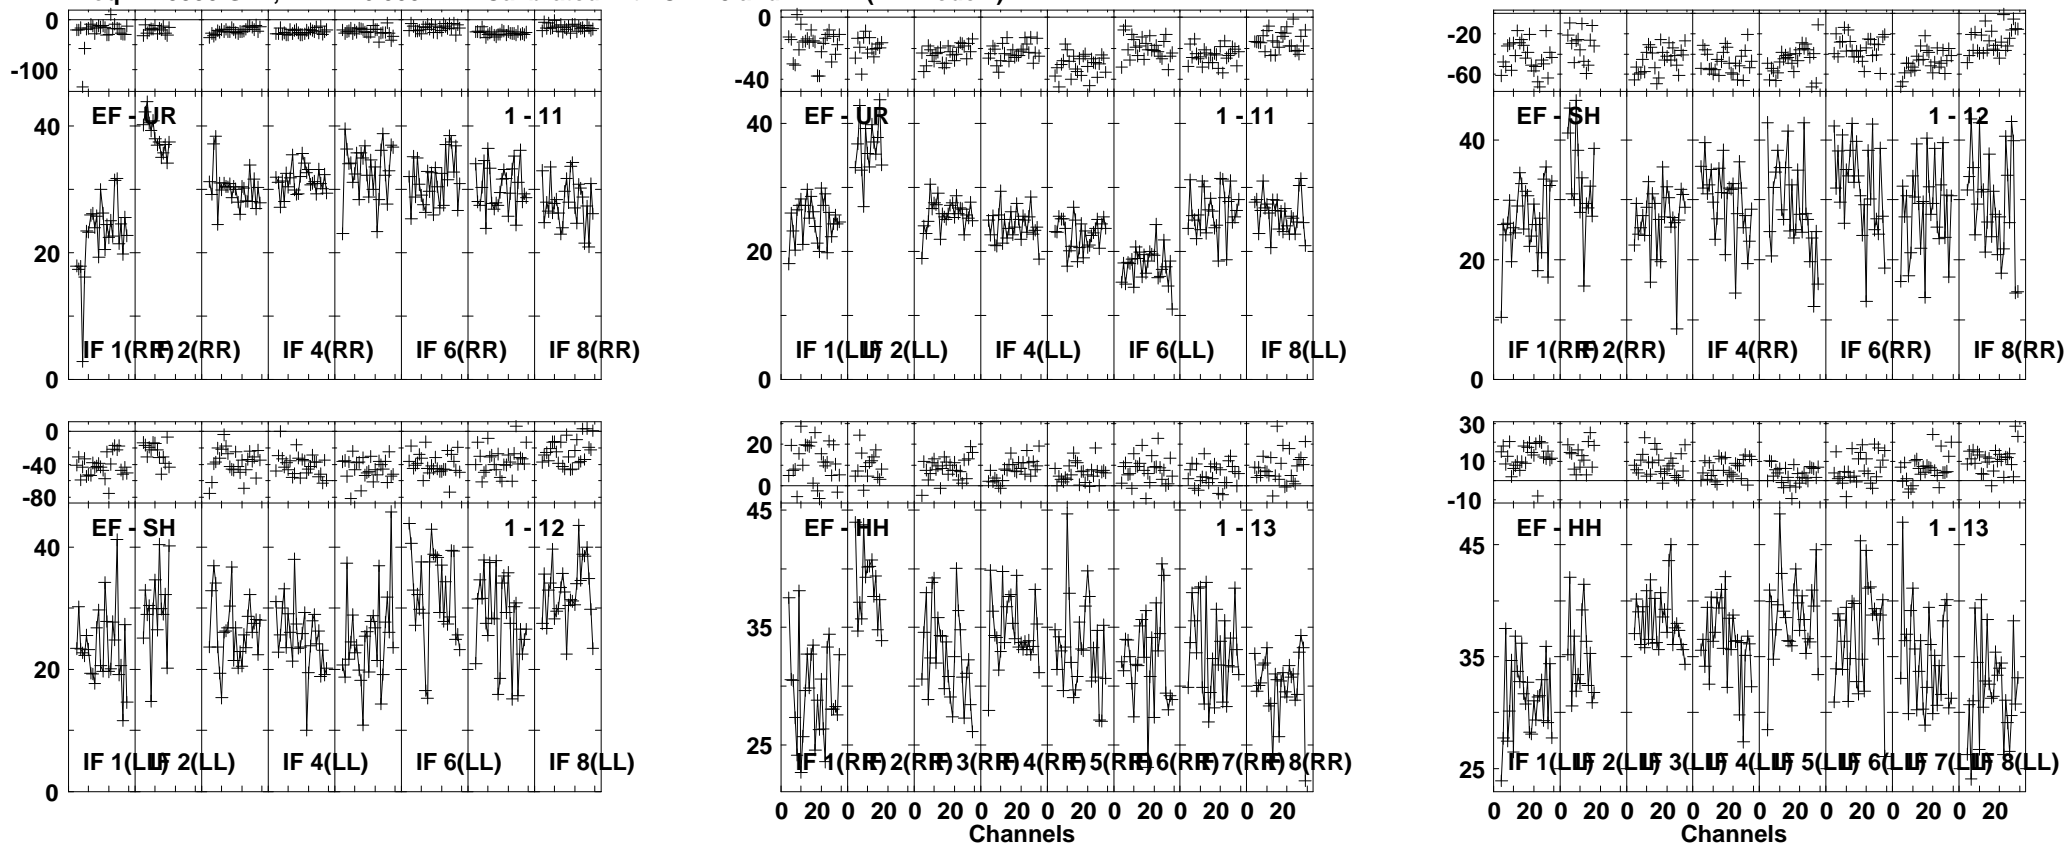 0 0 -20
-100 -40 -60
EF - UR 1 - 11 EF - UR 1 - 11 EF - SH 1 - 12
40 40 40
20 20 20
IF 1(RR) IF 2(RR) IF 4(RR) IF 6(RR) IF 8(RR) IF 1(LL) IF 2(LL) IF 4(LL) IF 6(LL) IF 8(LL) IF 1(RR) IF 2(RR) IF 4(RR) IF 6(RR) IF 8(RR)
0 0 0
0 20 30
-40 0 10
-80 -10
EF - SH 1 - 12 EF - HH 1 - 13 EF - HH 1 - 13
40 45 45
20 35 35
0 25 25
IF 1(LL) IF 2(LL) IF 4(LL) IF 6(LL) IF 8(LL) IF 1(RR) IF 2(RR) IF 3(RR) IF 4(RR) IF 5(RR) IF 6(RR) IF 7(RR) IF 8(RR) IF 1(LL) IF 2(LL) IF 3(LL) IF 4(LL) IF 5(LL) IF 6(LL) IF 7(LL) IF 8(LL)
0 20 0 20 0 20 0 20 0 20 0 20 0 20 0 20 0 20 0 20 0 20 0 20 0 20 0 20 0 20 0 20
Channels Channels